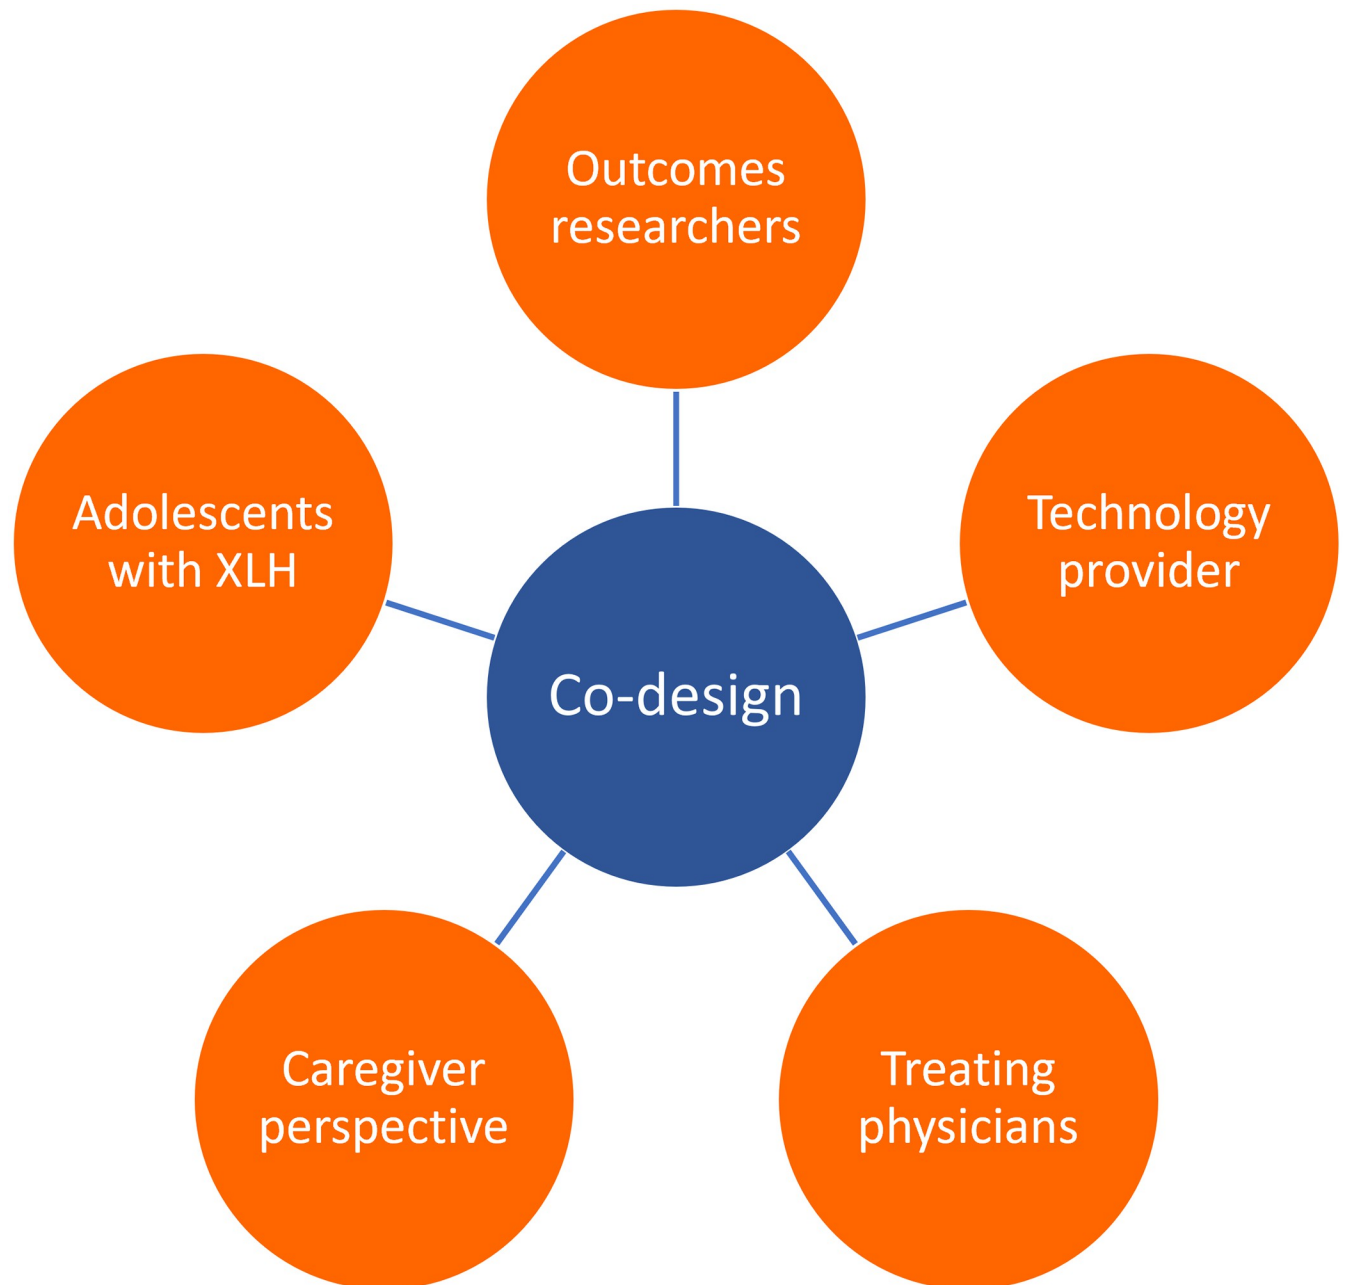 Outcomes
researchers
Adolescents
with XLH
Technology
provider
Co-design
Caregiver
perspective
Treating
physicians